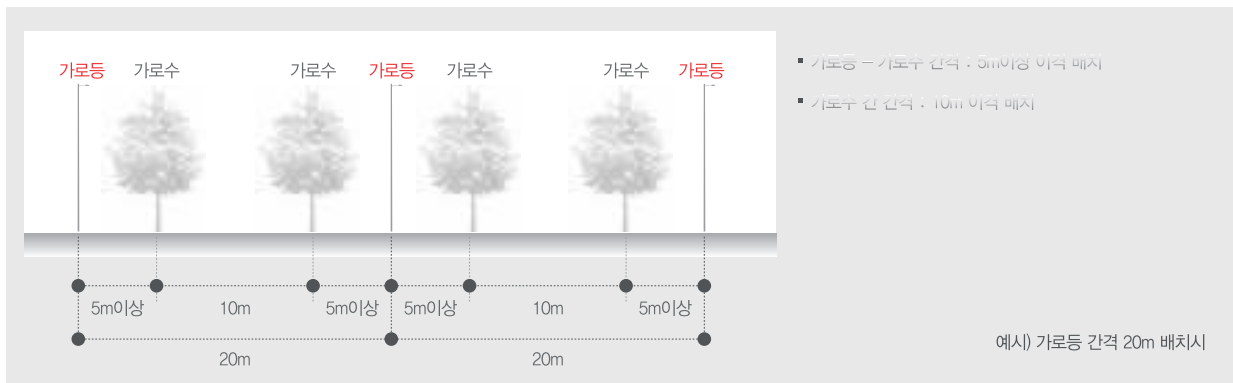 가로등 가로수 가로수 가로등 가로수 가로수 가로등
5m이상 10m 5m이상 5m이상 10m 5m이상
20m 20m
▪ 가로등 – 가로수 간격 : 5m이상 이격 배치
▪ 가로수 간 간격 : 10m 이격 배치
예시) 가로등 간격 20m 배치시